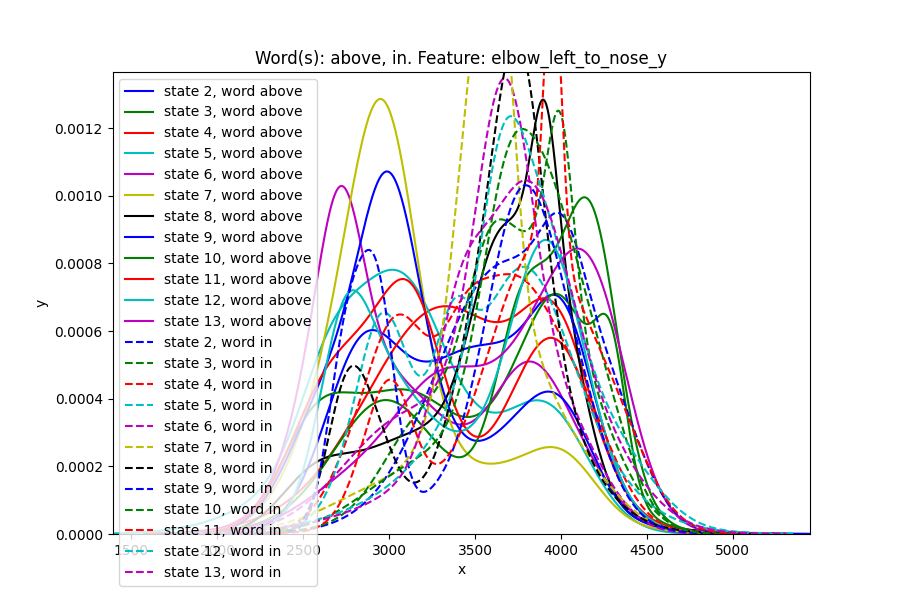 Word(s): above, in. Feature: elbow_left_to_nose_y
state 2, word above
state 3, word above
state 4, word above
state 5, word above
state 6, word above
state 7, word above
state 8, word above
state 9, word above
state 10, word above
state 11, word above
state 12, word above
state 13, word above
state 2, word in
state 3, word in
state 4, word in
state 5, word in
state 6, word in
state 7, word in
state 8, word in
state 9, word in
state 10, word in
state 11, word in
state 12, word in
state 13, word in
0.0012
0.0010
0.0008
0.0006
0.0004
0.0002
0.0000
y
1500 2000 2500 3000 3500 4000 4500 5000
x